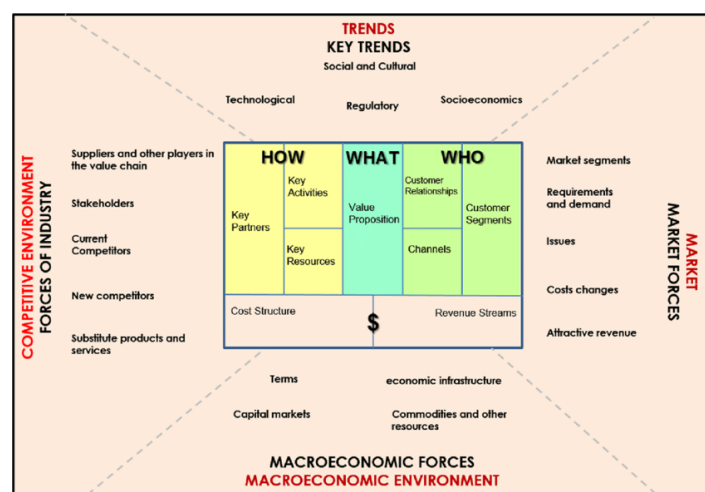 TRENDS
KEY TRENDS
Social and Cultural
Technological
Regulatory
Socioeconomics
COMPETITIVE ENVIRONMENT
FORCES OF INDUSTRY
Suppliers and other players in
the value chain
Stakeholders
Current
Competitors
New competitors
Substitute products and
services
HOW
WHAT
WHO
Key
Partners
Key
Activities
Key
Resources
Value
Proposition
Customer
Relationships
Channels
Customer
Segments
Cost Structure
$
Revenue Streams
Market segments
Requirements
and demand
Issues
Costs changes
Attractive revenue
MARKET
MARKET FORCES
Terms
economic infrastructure
Capital markets
Commodities and other
resources
MACROECONOMIC FORCES
MACROECONOMIC ENVIRONMENT